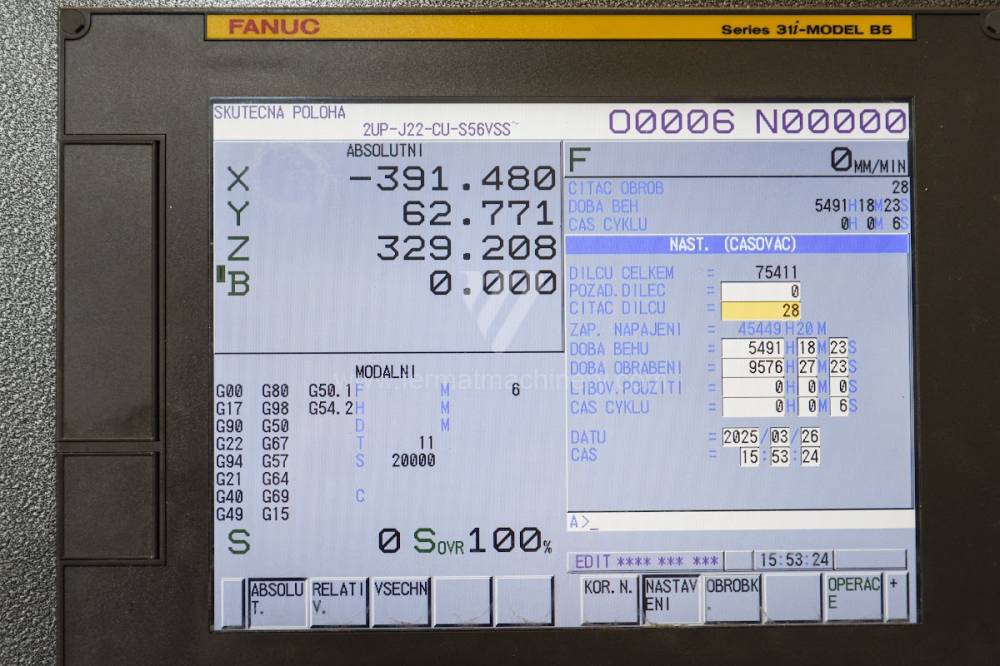 FANUC
Series 31i-MODEL B5
SKUTECNA POLOHA
2UP-J22-CU-S56VSS~
O0006 N00000
ABSOLUTNI
X -391.480
Y 62.771
Z 329.208
B 0.000
F 0 MM/MIN
CITAC OBROB 28
DOBA BEH 5491H18M23S
CAS CYKLU 0H 0M 6S
NAST. (CASOVAC)
DILCU CELKEM = 75411
POZAD.DILEC = 0
CITAC DILCU = 28
ZAP. NAPAJENI = 45449H20M
DOBA BEHU = 5491H18M23S
DOBA OBRABENI = 9576H27M23S
LIBOV.POUZITI = 0H 0M 0S
CAS CYKLU = 0H 0M 6S
DATU = 2025/03/26
CAS = 15:53:24
MODALNI
G00 G80 G50.1 F M 6
G17 G98 G54.2 H M
G90 G50 D M
G22 G67 T 11
G94 G57 S 20000
G21 G64
G40 G69 C
G49 G15
S 0 SOVR100%
A>_
EDIT **** *** ***
15:53:24
ABSOLUT.
RELATIV.
VSECHN
KOR.N.
NASTAVENI
OBROBK.
OPERACE
+